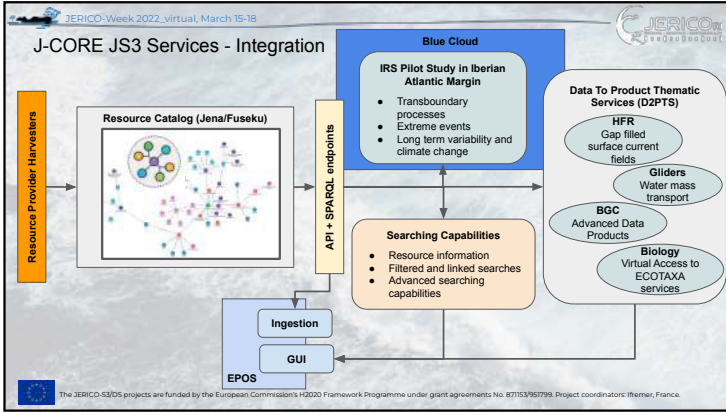 JERICO-Week 2022_virtual, March 15-18
JERICO
J-CORE JS3 Services - Integration
Resource Provider Harvesters
Resource Catalog (Jena/Fuseku)
API + SPARQL endpoints
Blue Cloud
IRS Pilot Study in Iberian
Atlantic Margin
● Transboundary
processes
● Extreme events
● Long term variability and
climate change
Searching Capabilities
● Resource information
● Filtered and linked searches
● Advanced searching
capabilities
Data To Product Thematic
Services (D2PTS)
HFR
Gap filled
surface current
fields
Gliders
Water mass
transport
BGC
Advanced Data
Products
Biology
Virtual Access to
ECOTAXA
services
Ingestion
GUI
EPOS
The JERICO-S3/DS projects are funded by the European Commission's H2020 Framework Programme under grant agreements No. 871153/951799. Project coordinators: Ifremer, France.